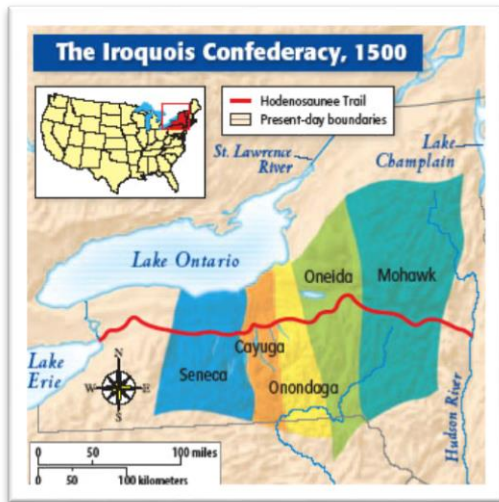 The Iroquois Confederacy, 1500
Hodenosaunee Trail
Present-day boundaries
St. Lawrence
River
Lake
Champlain
Lake Ontario
Oneida
Mohawk
Cayuga
Seneca
Onondaga
Lake
Erie
N
W
E
S
Hudson River
0 50 100 miles
0 50 100 kilometers